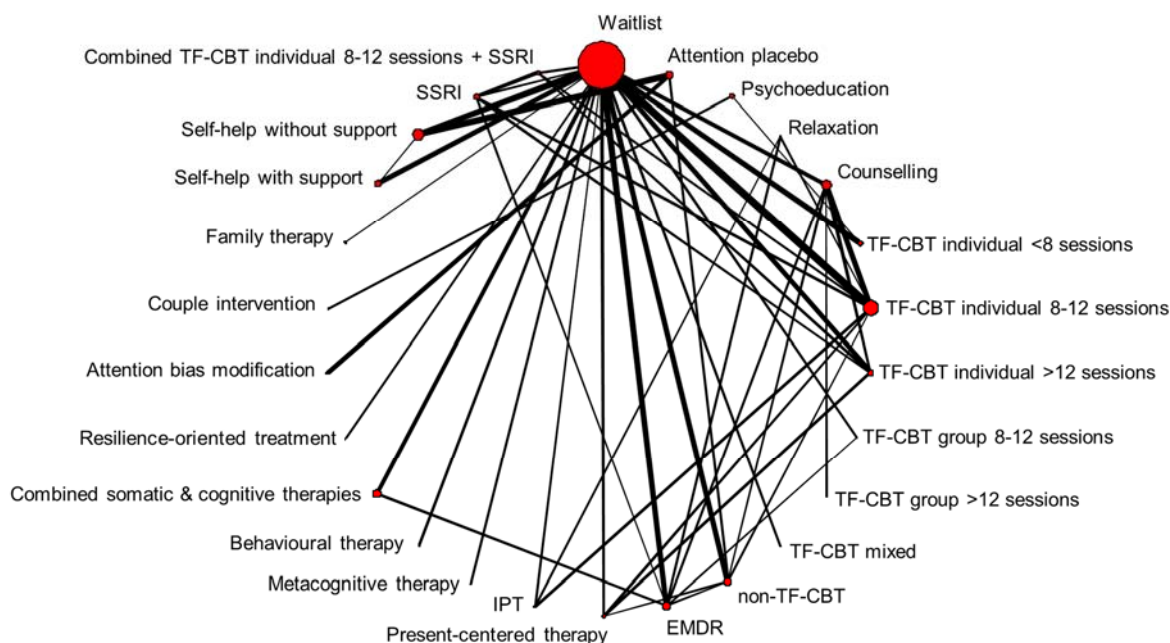 Waitlist
Combined TF-CBT individual 8-12 sessions + SSRI
Attention placebo
SSRI
Psychoeducation
Self-help without support
Relaxation
Self-help with support
Counselling
Family therapy
TF-CBT individual <8 sessions
Couple intervention
TF-CBT individual 8-12 sessions
Attention bias modification
TF-CBT individual >12 sessions
Resilience-oriented treatment
TF-CBT group 8-12 sessions
Combined somatic & cognitive therapies
TF-CBT group >12 sessions
Behavioural therapy
TF-CBT mixed
Metacognitive therapy
non-TF-CBT
IPT
EMDR
Present-centered therapy